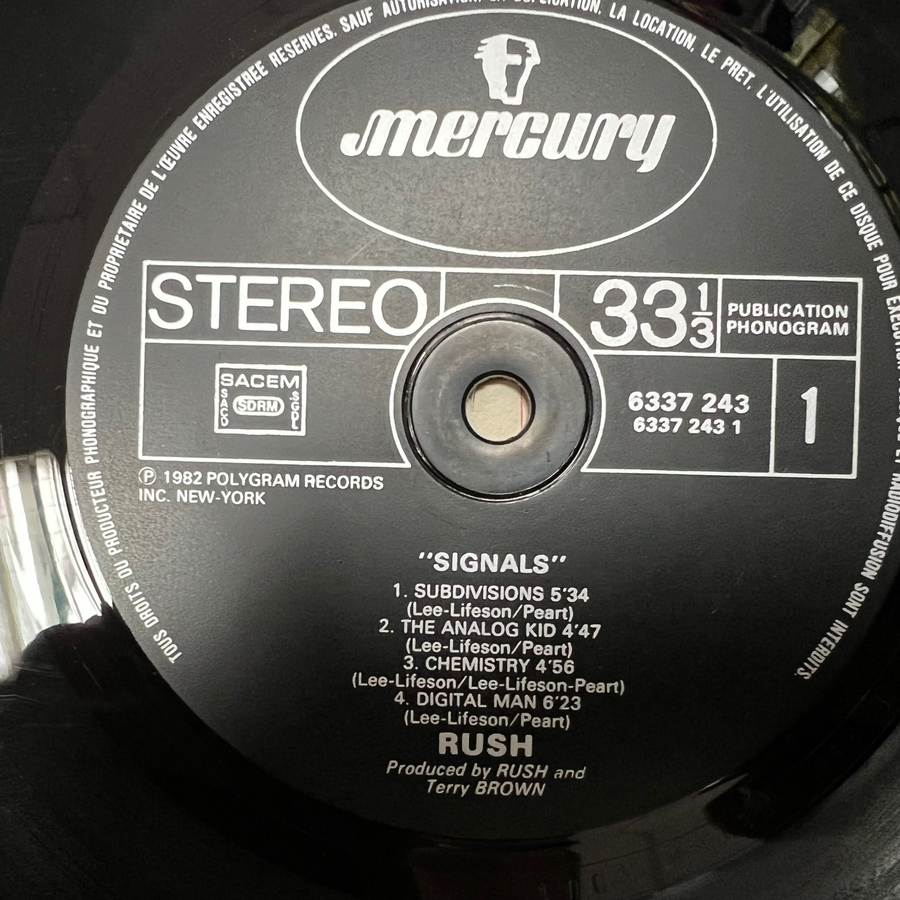 TOUS DROITS DU PRODUCTEUR PHONOGRAPHIQUE ET DU PROPRIETAIRE DE L'ŒUVRE ENREGISTREE RESERVES. SAUF AUTORISATION, LA DUPLICATION, LA LOCATION, LE PRET, L'UTILISATION DE CE DISQUE POUR EXECUTION ET RADIODIFFUSION SONT INTERDITS.
mercury
STEREO
33 1/3
PUBLICATION
PHONOGRAM
SACEM
SACD
SDRM
SGDL
6337 243
6337 243 1
1
℗ 1982 POLYGRAM RECORDS
INC. NEW-YORK
"SIGNALS"
1. SUBDIVISIONS 5'34
(Lee-Lifeson/Peart)
2. THE ANALOG KID 4'47
(Lee-Lifeson/Peart)
3. CHEMISTRY 4'56
(Lee-Lifeson/Lee-Lifeson-Peart)
4. DIGITAL MAN 6'23
(Lee-Lifeson/Peart)
RUSH
Produced by RUSH and
Terry BROWN